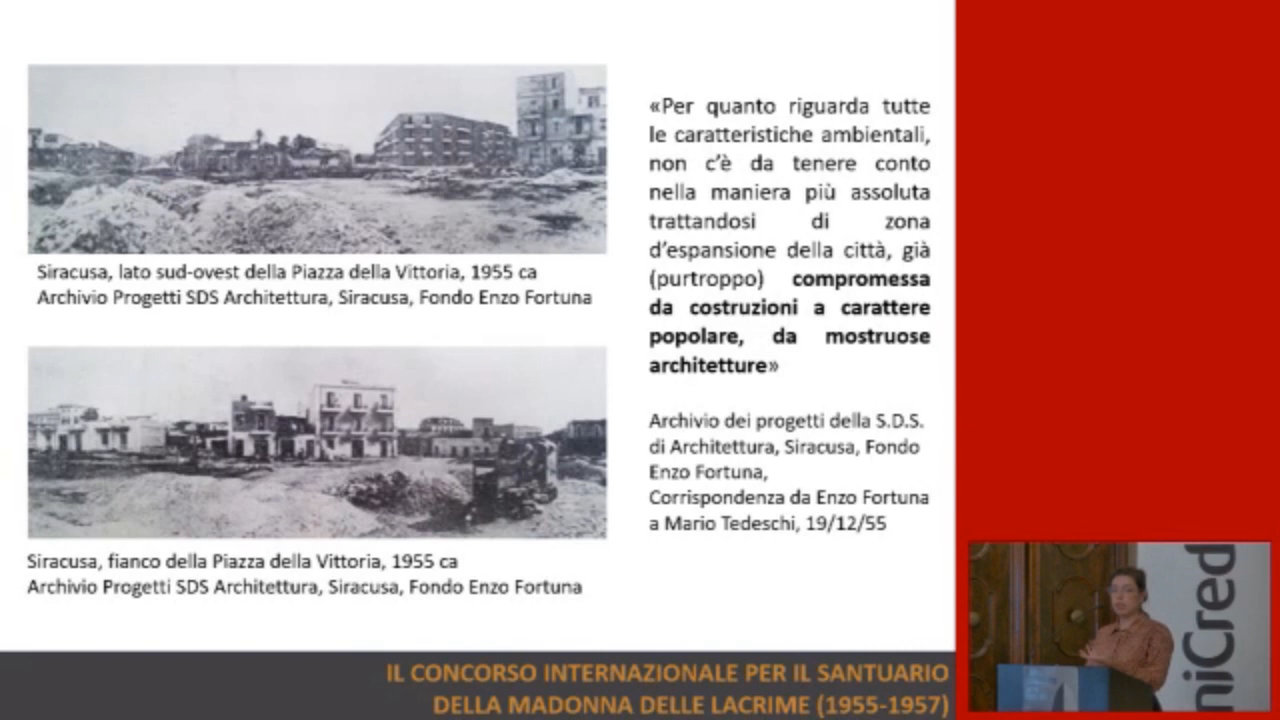 Siracusa, lato sud-ovest della Piazza della Vittoria, 1955 ca
Archivio Progetti SDS Architettura, Siracusa, Fondo Enzo Fortuna
Siracusa, fianco della Piazza della Vittoria, 1955 ca
Archivio Progetti SDS Architettura, Siracusa, Fondo Enzo Fortuna
«Per quanto riguarda tutte
le caratteristiche ambientali,
non c'è da tenere conto
nella maniera più assoluta
trattandosi di zona
d'espansione della città, già
(purtroppo) compromessa
da costruzioni a carattere
popolare, da mostruose
architetture»
Archivio dei progetti della S.D.S.
di Architettura, Siracusa, Fondo
Enzo Fortuna,
Corrispondenza da Enzo Fortuna
a Mario Tedeschi, 19/12/55
IL CONCORSO INTERNAZIONALE PER IL SANTUARIO
DELLA MADONNA DELLE LACRIME (1955-1957)
niCred